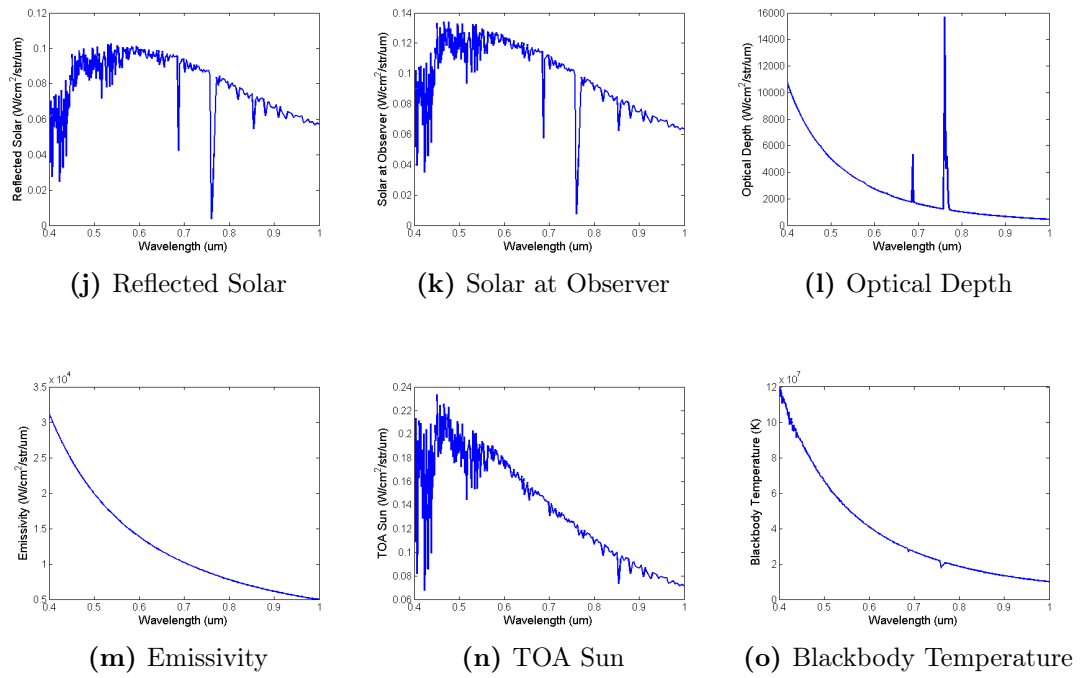 0.12
0.1
0.08
0.06
0.04
0.02
0
0.4 0.5 0.6 0.7 0.8 0.9 1
Reflected Solar (W/cm²/str/um)
Wavelength (um)
(j) Reflected Solar
0.14
0.12
0.1
0.08
0.06
0.04
0.02
0
0.4 0.5 0.6 0.7 0.8 0.9 1
Solar at Observer (W/cm²/str/um)
Wavelength (um)
(k) Solar at Observer
16000
14000
12000
10000
8000
6000
4000
2000
0
0.4 0.5 0.6 0.7 0.8 0.9 1
Optical Depth (W/cm²/str/um)
Wavelength (um)
(l) Optical Depth
x 10⁴
3.5
3
2.5
2
1.5
1
0.5
0.4 0.5 0.6 0.7 0.8 0.9 1
Emissivity (W/cm²/str/um)
Wavelength (um)
(m) Emissivity
0.24
0.22
0.2
0.18
0.16
0.14
0.12
0.1
0.08
0.06
0.4 0.5 0.6 0.7 0.8 0.9 1
TOA Sun (W/cm²/str/um)
Wavelength (um)
(n) TOA Sun
x 10⁷
12
10
8
6
4
2
0
0.4 0.5 0.6 0.7 0.8 0.9 1
Blackbody Temperature (K)
Wavelength (um)
(o) Blackbody Temperature